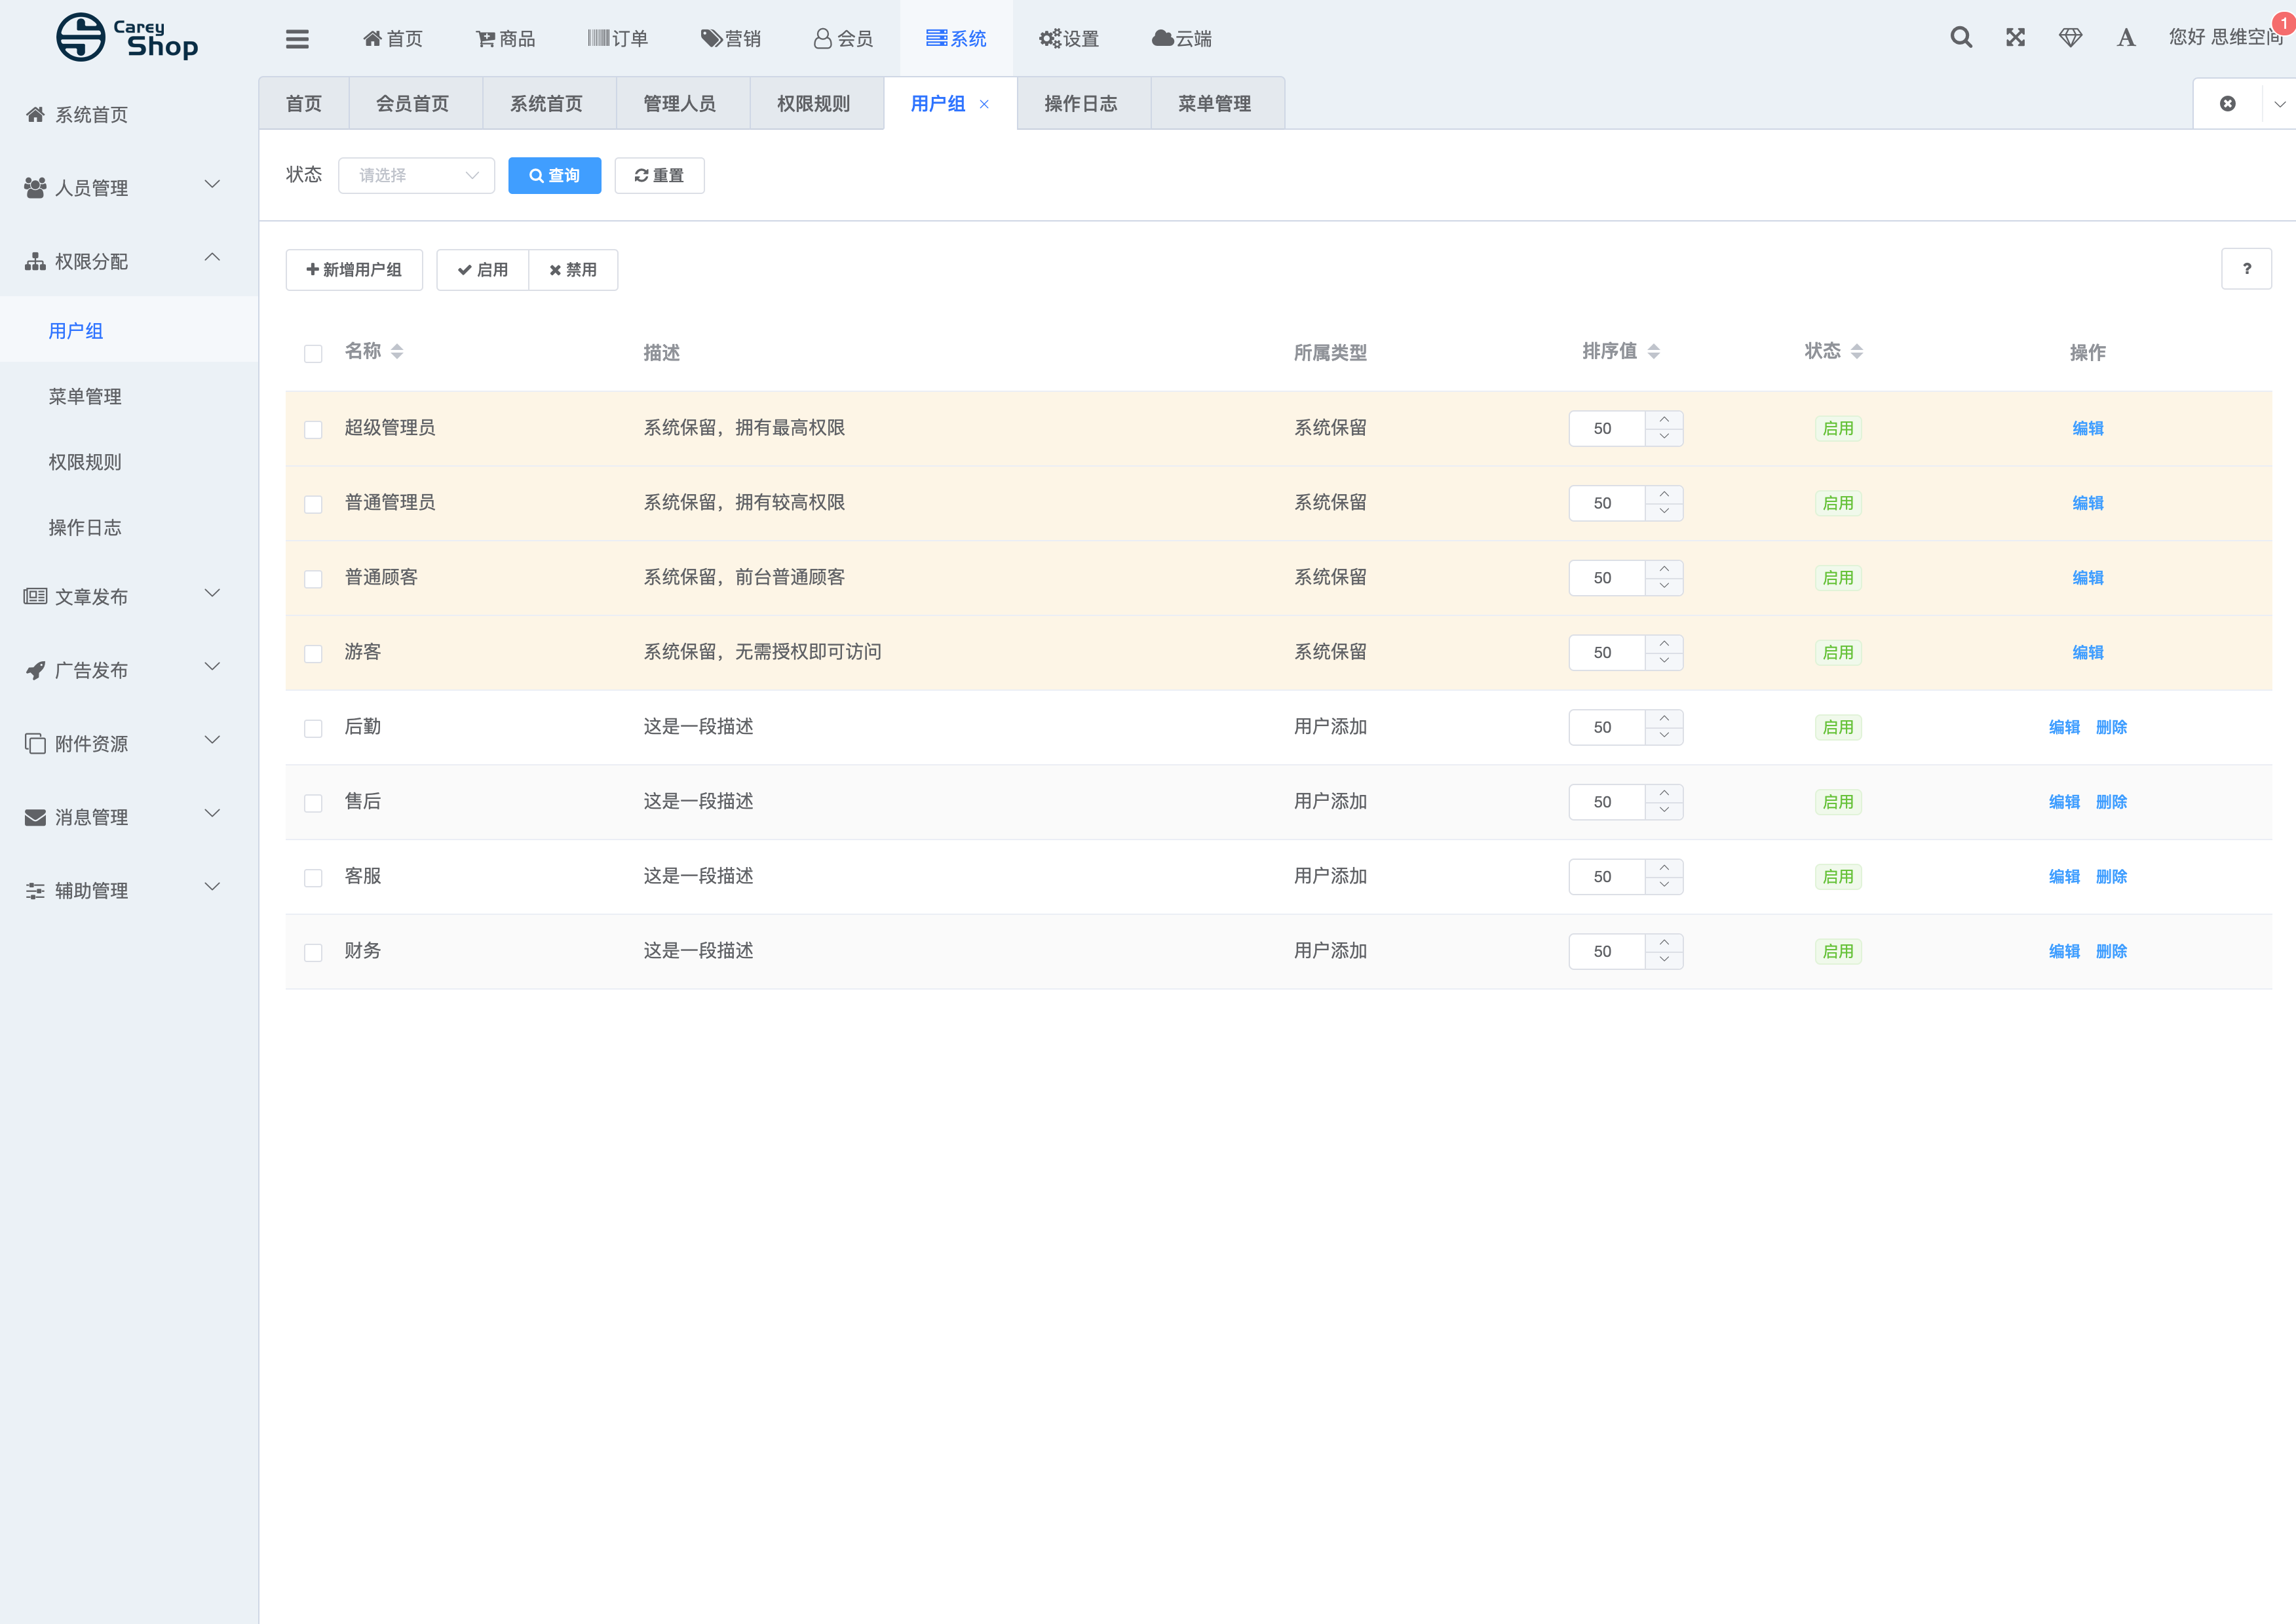 Carey Shop
首页 商品 订单 营销 会员 系统 设置 云端
您好 思维空间 1
系统首页
人员管理
权限分配
用户组
菜单管理
权限规则
操作日志
文章发布
广告发布
附件资源
消息管理
辅助管理
首页 会员首页 系统首页 管理人员 权限规则 用户组 × 操作日志 菜单管理
状态 请选择 查询 重置
新增用户组 启用 禁用 ?
名称 描述 所属类型 排序值 状态 操作
超级管理员 系统保留，拥有最高权限 系统保留 50 启用 编辑
普通管理员 系统保留，拥有较高权限 系统保留 50 启用 编辑
普通顾客 系统保留，前台普通顾客 系统保留 50 启用 编辑
游客 系统保留，无需授权即可访问 系统保留 50 启用 编辑
后勤 这是一段描述 用户添加 50 启用 编辑 删除
售后 这是一段描述 用户添加 50 启用 编辑 删除
客服 这是一段描述 用户添加 50 启用 编辑 删除
财务 这是一段描述 用户添加 50 启用 编辑 删除